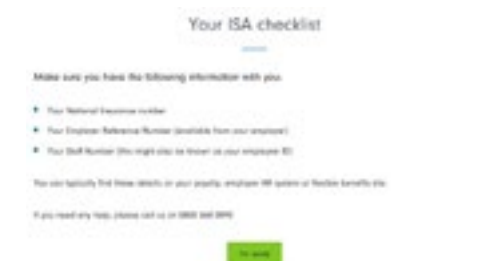 Your ISA checklist
Make sure you have the following information with you:
Your National Insurance number
Your Employer Reference Number (available from your employer)
Your Staff Number (this might also be known as your employee ID)
You can typically find these details on your payslip, employer HR system or flexible benefits site.
If you need any help, please call us on 0800